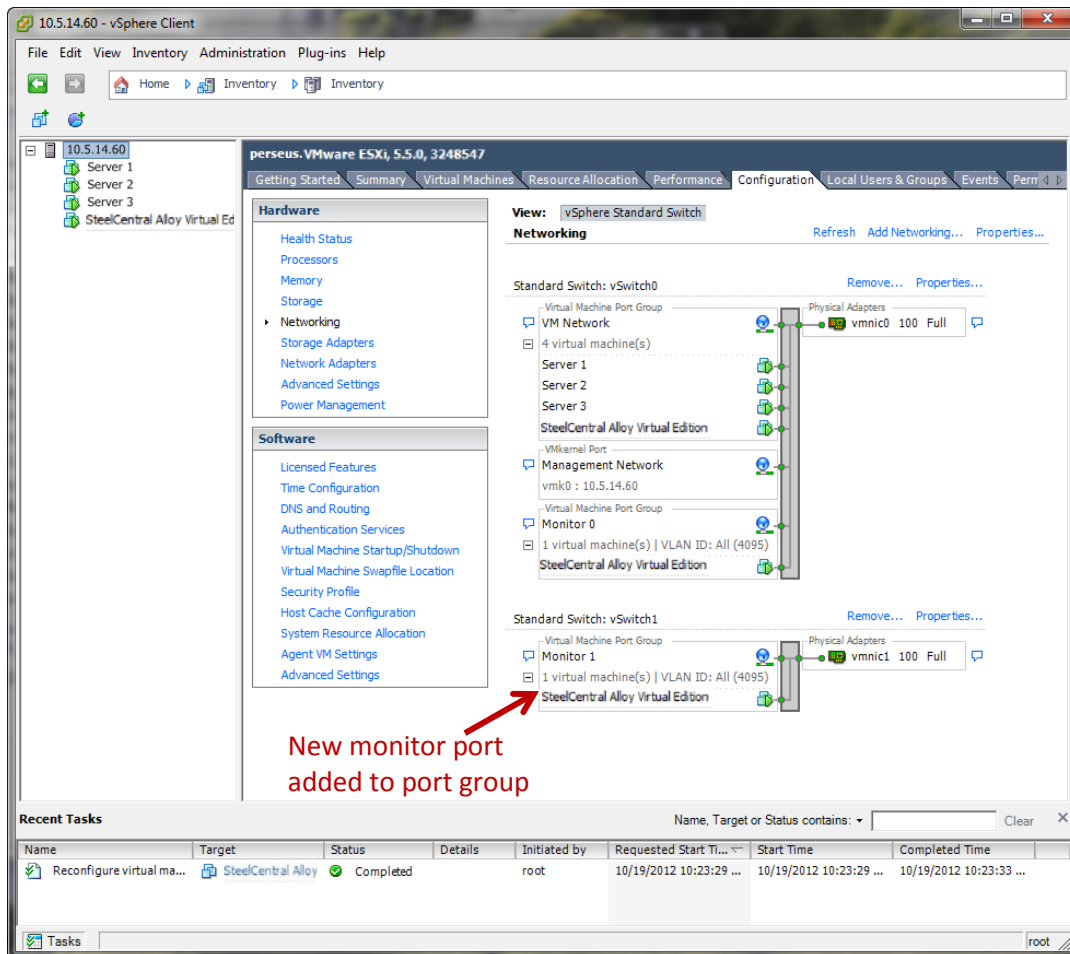 10.5.14.60 - vSphere Client
File Edit View Inventory Administration Plug-ins Help
Home Inventory Inventory
10.5.14.60
Server 1
Server 2
Server 3
SteelCentral Alloy Virtual Ed
perseus. VMware ESXi, 5.5.0, 3248547
Getting Started Summary Virtual Machines Resource Allocation Performance Configuration Local Users & Groups Events Perm
Hardware
Health Status
Processors
Memory
Storage
Networking
Storage Adapters
Network Adapters
Advanced Settings
Power Management
Software
Licensed Features
Time Configuration
DNS and Routing
Authentication Services
Virtual Machine Startup/Shutdown
Virtual Machine Swapfile Location
Security Profile
Host Cache Configuration
System Resource Allocation
Agent VM Settings
Advanced Settings
View: vSphere Standard Switch
Networking Refresh Add Networking... Properties...
Standard Switch: vSwitch0 Remove... Properties...
Virtual Machine Port Group Physical Adapters
VM Network vmnic0 100 Full
4 virtual machine(s)
Server 1
Server 2
Server 3
SteelCentral Alloy Virtual Edition
VMkernel Port
Management Network
vmk0 : 10.5.14.60
Virtual Machine Port Group
Monitor 0
1 virtual machine(s) | VLAN ID: All (4095)
SteelCentral Alloy Virtual Edition
Standard Switch: vSwitch1 Remove... Properties...
Virtual Machine Port Group Physical Adapters
Monitor 1 vmnic1 100 Full
1 virtual machine(s) | VLAN ID: All (4095)
SteelCentral Alloy Virtual Edition
New monitor port
added to port group
Recent Tasks Name, Target or Status contains: Clear
Name Target Status Details Initiated by Requested Start Ti... Start Time Completed Time
Reconfigure virtual ma... SteelCentral Alloy Completed root 10/19/2012 10:23:29 ... 10/19/2012 10:23:29 ... 10/19/2012 10:23:33 ...
Tasks root